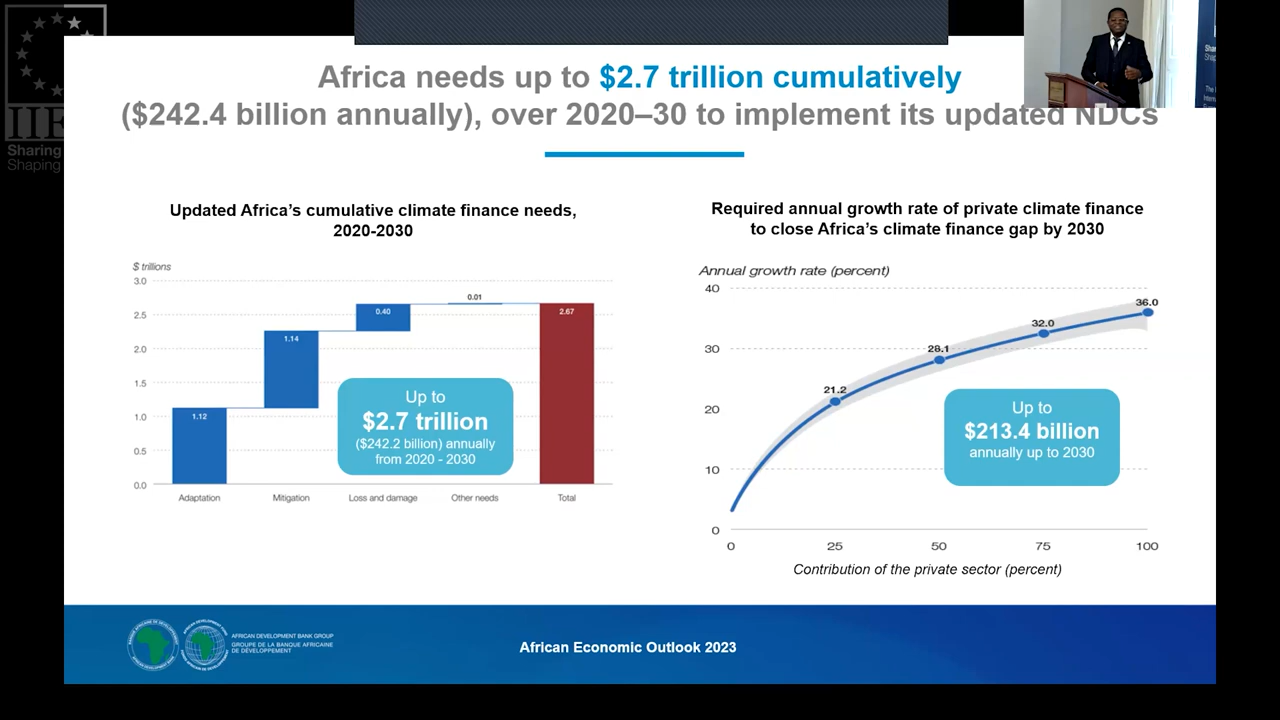 Africa needs up to $2.7 trillion cumulatively
($242.4 billion annually), over 2020–30 to implement its updated NDCs
IIE
Sharing
Shaping
Updated Africa's cumulative climate finance needs,
2020-2030
$ trillions
3.0
2.5
2.0
1.5
1.0
0.5
0.0
1.12
1.14
0.40
0.01
2.67
Adaptation
Mitigation
Loss and damage
Other needs
Total
Up to
$2.7 trillion
($242.2 billion) annually
from 2020 - 2030
Required annual growth rate of private climate finance
to close Africa's climate finance gap by 2030
Annual growth rate (percent)
40
30
20
10
0
21.2
28.1
32.0
36.0
0
25
50
75
100
Contribution of the private sector (percent)
Up to
$213.4 billion
annually up to 2030
AFRICAN DEVELOPMENT BANK GROUP
GROUPE DE LA BANQUE AFRICAINE
DE DÉVELOPPEMENT
African Economic Outlook 2023